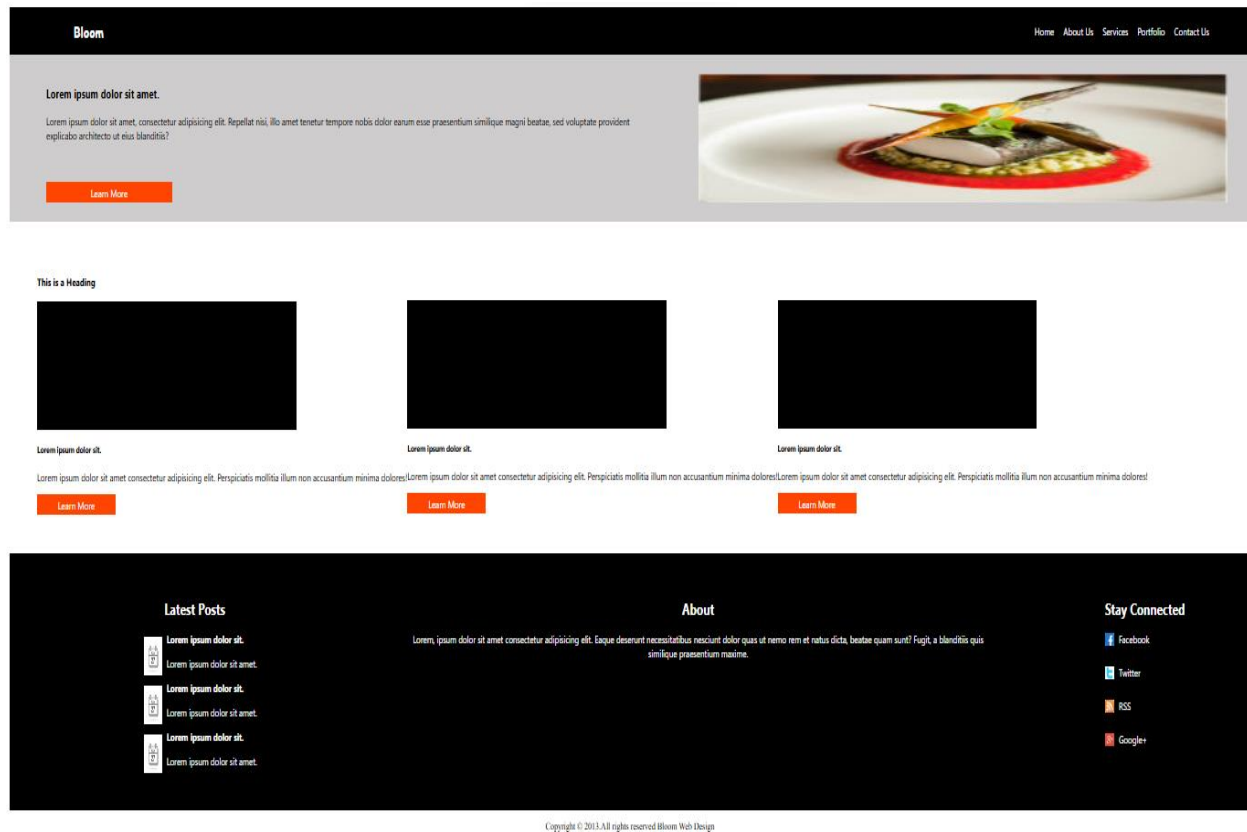 Bloom
Home About Us Services Portfolio Contact Us
Lorem ipsum dolor sit amet.
Lorem ipsum dolor sit amet, consectetur adipisicing elit. Repellat nisi, illo amet tenetur tempore nobis dolor earum esse praesentium similique magni beatae, sed voluptate provident
explicabo architecto ut eius blanditiis?
Learn More
This is a Heading
Lorem ipsum dolor sit.
Lorem ipsum dolor sit amet consectetur adipisicing elit. Perspiciatis mollitia illum non accusantium minima dolores!
Learn More
Lorem ipsum dolor sit.
Lorem ipsum dolor sit amet consectetur adipisicing elit. Perspiciatis mollitia illum non accusantium minima dolores!
Learn More
Lorem ipsum dolor sit.
Lorem ipsum dolor sit amet consectetur adipisicing elit. Perspiciatis mollitia illum non accusantium minima dolores!
Learn More
Latest Posts
Lorem ipsum dolor sit.
Lorem ipsum dolor sit amet.
Lorem ipsum dolor sit.
Lorem ipsum dolor sit amet.
Lorem ipsum dolor sit.
Lorem ipsum dolor sit amet.
About
Lorem, ipsum dolor sit amet consectetur adipisicing elit. Eaque deserunt necessitatibus nesciunt dolor quas ut nemo rem et natus dicta, beatae quam sunt? Fugit, a blanditiis quis
similique praesentium maxime.
Stay Connected
Facebook
Twitter
RSS
Google+
Copyright © 2013.All rights reserved Bloom Web Design